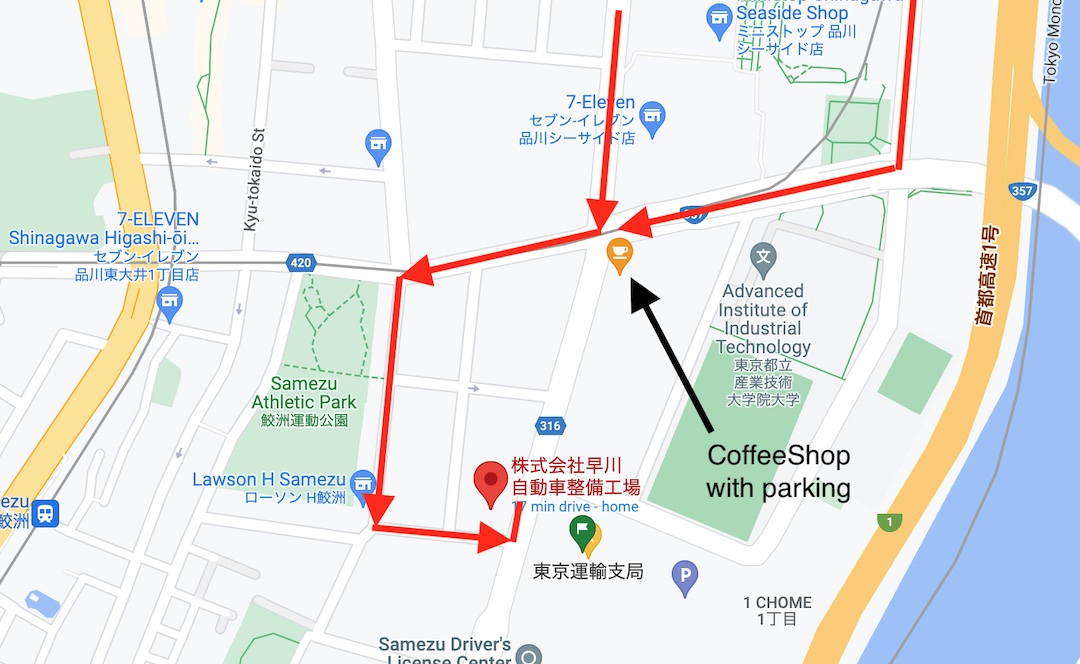 Seaside Shop
ミニストップ 品川
シーサイド店
Tokyo Mono
7-Eleven
セブン-イレブン
品川シーサイド店
Kyu-tokaido St
357
357
7-ELEVEN
Shinagawa Higashi-ōi...
セブン-イレブン
品川東大井1丁目店
420
首都高速1号
文
Advanced
Institute of
Industrial
Technology
東京都立
産業技術
大学院大学
Samezu
Athletic Park
鮫洲運動公園
316
CoffeeShop
with parking
株式会社早川
自動車整備工場
17 min drive - home
Lawson H Samezu
ローソン H鮫洲
ezu
鮫洲
1
東京運輸支局
P
1 CHOME
1丁目
Samezu Driver's
License Center